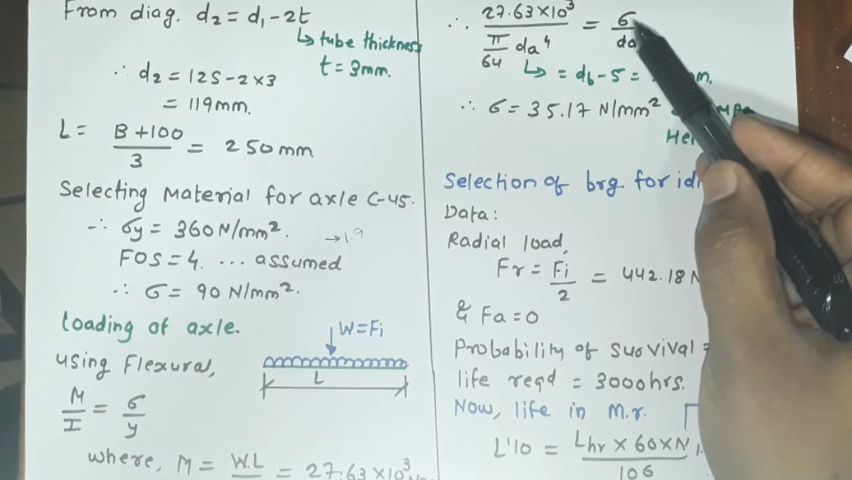 From diag. d₂ = d₁ - 2t
↳ tube thickness
t = 3mm.
∴ d₂ = 125 - 2×3
= 119mm.
L = B+100 / 3 = 250mm
Selecting Material for axle C-45.
∴ σy = 360 N/mm².
→1.9
FOS = 4. ... assumed
∴ σ = 90 N/mm².
loading of axle.
W = Fi
using Flexural,
L
M/I = σ/y
where, M = W.L = 27.63×10³
∴ 27.63×10³ / π/64 da⁴ = σ / da
↳ = db-5 =
∴ σ = 35.17 N/mm²
Selection of brg. for
Data:
Radial load,
Fr = Fi/2 = 442.18
& Fa = 0
Probability of survival =
life reqd = 3000hrs.
Now, life in m.r.
L'10 = Lhr × 60 × N / 106